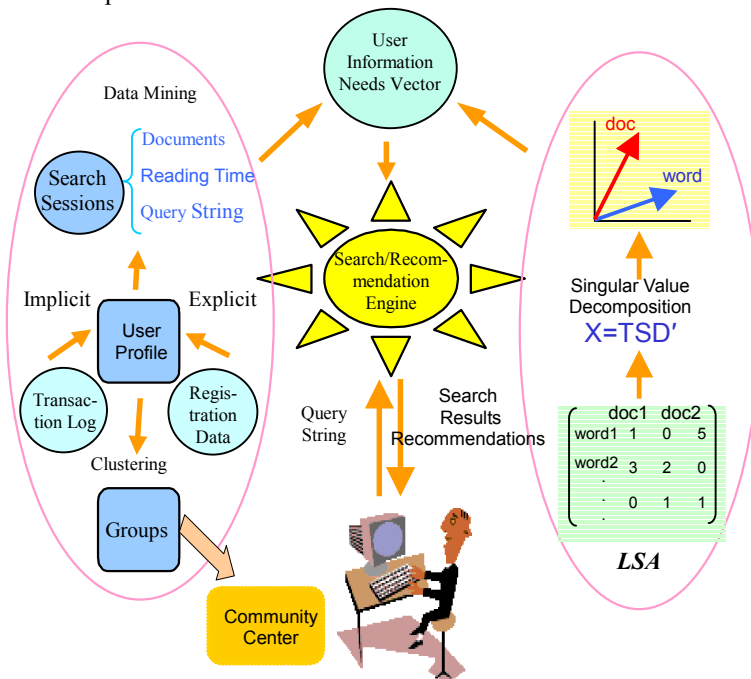 User
Information
Needs Vector
Data Mining
Documents
Reading Time
Query String
Search
Sessions
Implicit
Explicit
User
Profile
Transac-
tion Log
Regis-
tration
Data
Clustering
Groups
Community
Center
Search/Recom-
mendation
Engine
Query
String
Search
Results
Recommendations
doc
word
Singular Value
Decomposition
X=TSD′
doc1 doc2
word1 1 0 5
word2 3 2 0
.
. 0 1 1
.
LSA